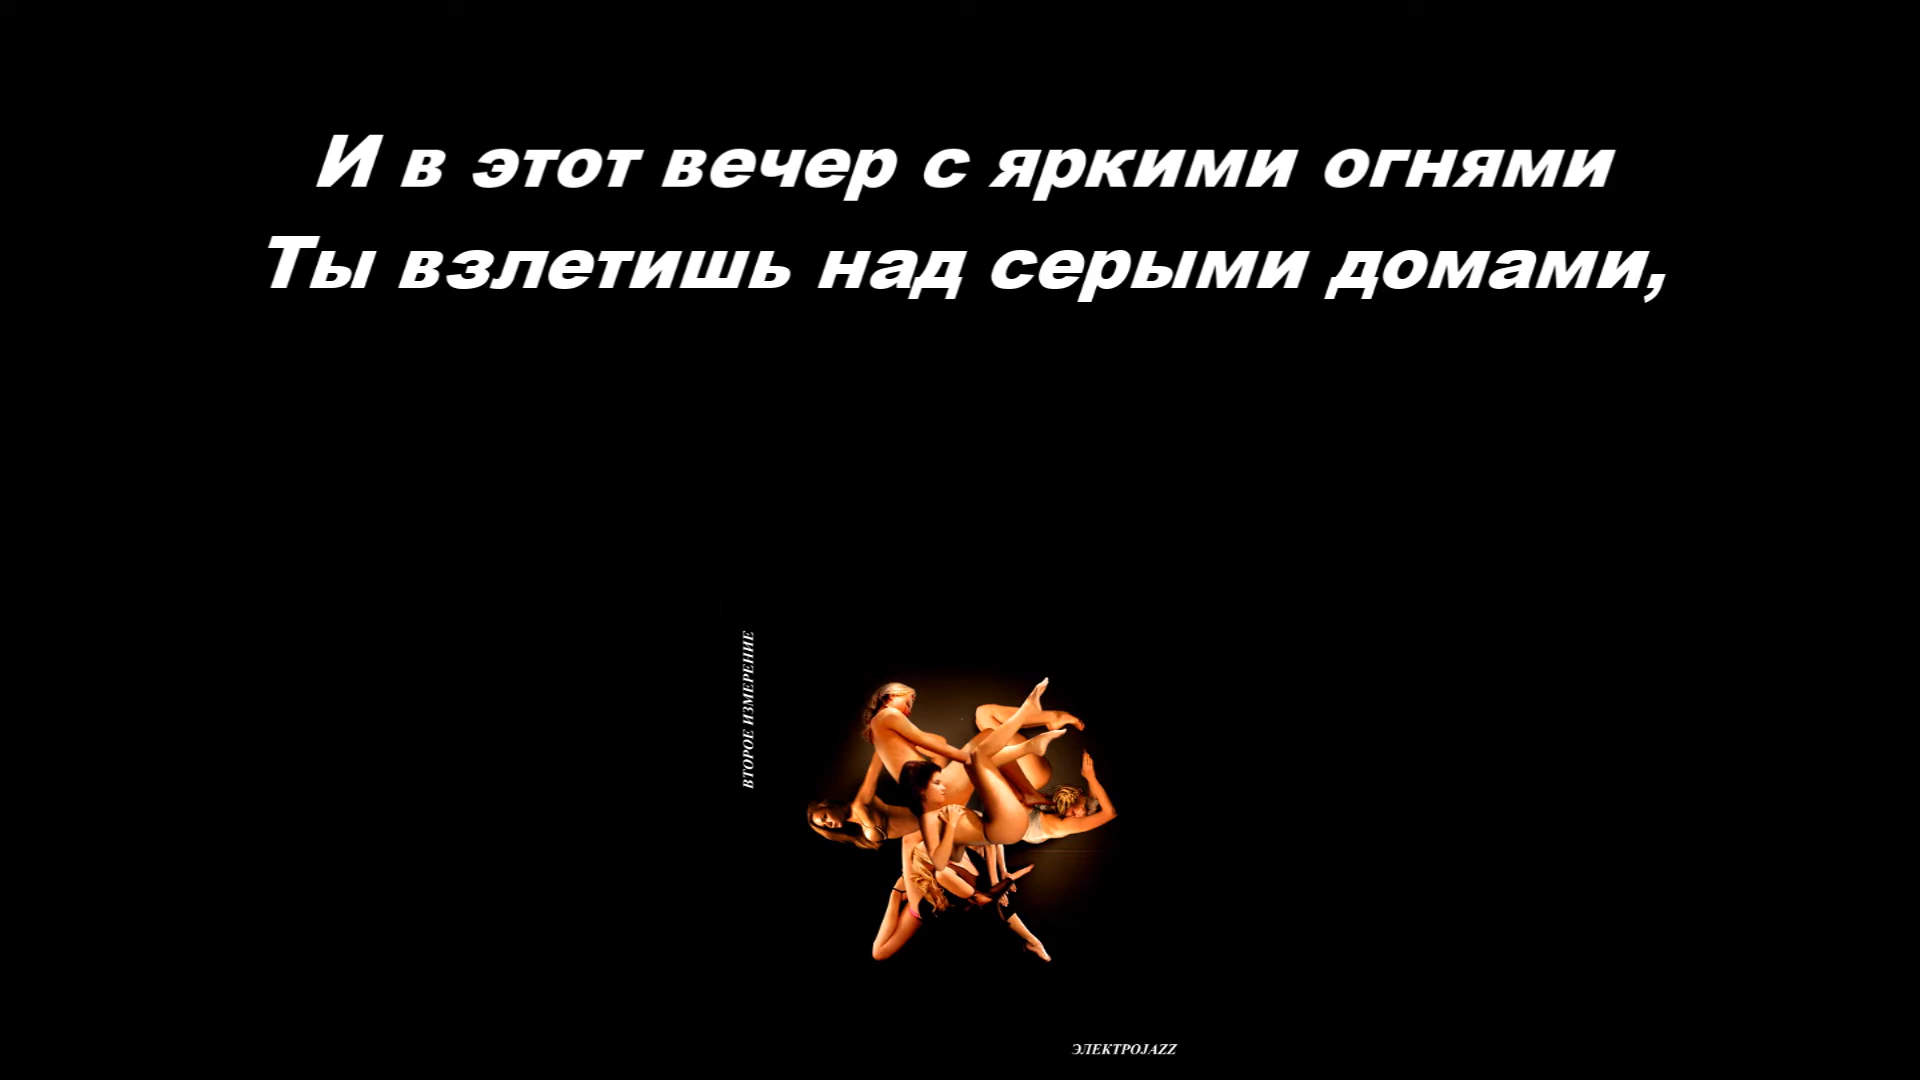 И в этот вечер с яркими огнями
Ты взлетишь над серыми домами,
ВТОРОЕ ИЗМЕРЕНИЕ
ЭЛЕКТРОJAZZ